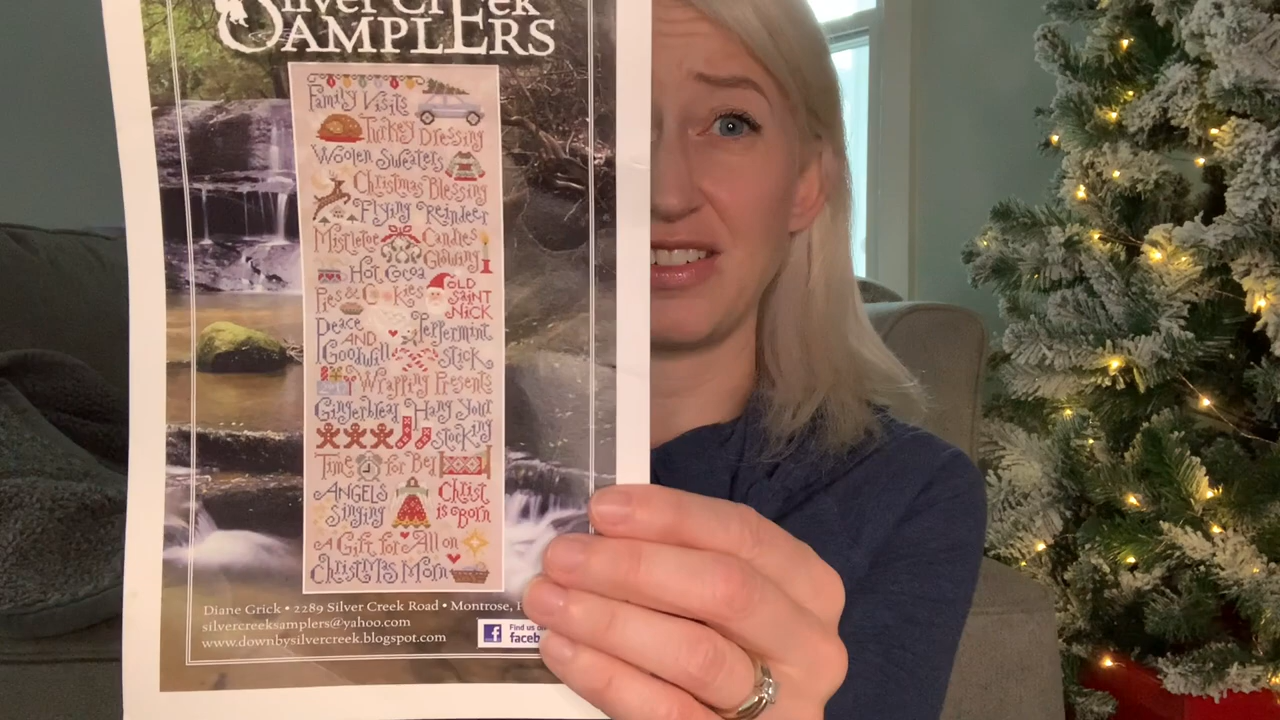 Silver Creek
SAMPLERS
Family Visits
Turkey Dressing
Woolen Sweaters
Christmas Blessing
Flying Reindeer
Mistletoe Candles
Glowing
Hot Cocoa
Pies & Cookies
OLD
SAINT
NICK
Peace
AND
Goodwill
Peppermint
Stick
Wrapping Presents
Gingerbread Hang Your
Stocking
Time for Bed
ANGELS
Singing
Christ
is Born
A Gift for All on
Christmas Morn
Diane Grick • 2289 Silver Creek Road • Montrose,
silvercreeksamplers@yahoo.com
www.downbysilvercreek.blogspot.com
Find us on
faceb